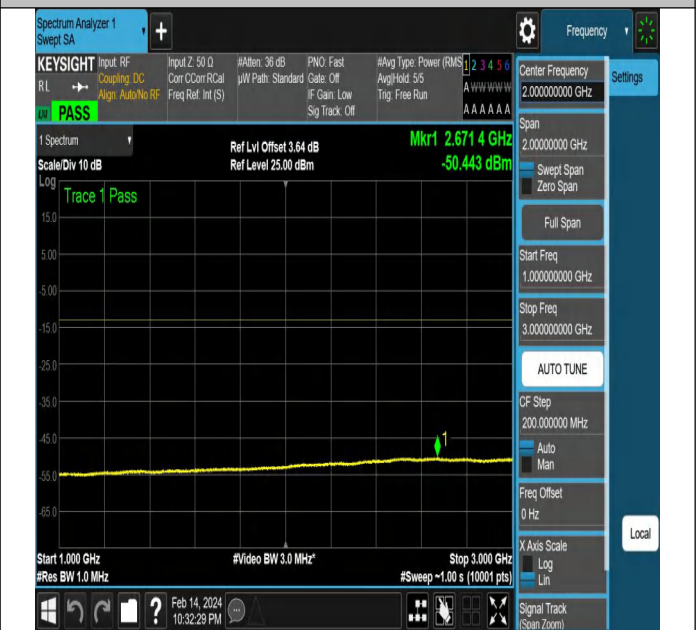 Spectrum Analyzer 1
Swept SA
+
Frequency
KEYSIGHT
RL
LXI PASS
Input: RF
Coupling: DC
Align: Auto/No RF
Input Z: 50 Ω
Corr CCorr RCal
Freq Ref: Int (S)
#Atten: 36 dB
µW Path: Standard
PNO: Fast
Gate: Off
IF Gain: Low
Sig Track: Off
#Avg Type: Power (RMS
Avg|Hold: 5/5
Trig: Free Run
1 2 3 4 5 6
A W W W W W
A A A A A A
1 Spectrum
Scale/Div 10 dB
Ref Lvl Offset 3.64 dB
Ref Level 25.00 dBm
Mkr1 2.671 4 GHz
-50.443 dBm
Log
Trace 1 Pass
15.0
5.00
-5.00
-15.0
-25.0
-35.0
-45.0
-55.0
-65.0
1
Start 1.000 GHz
#Res BW 1.0 MHz
#Video BW 3.0 MHz*
Stop 3.000 GHz
#Sweep ~1.00 s (10001 pts)
?
Feb 14, 2024
10:32:29 PM
Center Frequency
2.000000000 GHz
Settings
Span
2.00000000 GHz
Swept Span
Zero Span
Full Span
Start Freq
1.000000000 GHz
Stop Freq
3.000000000 GHz
AUTO TUNE
CF Step
200.000000 MHz
Auto
Man
Freq Offset
0 Hz
Local
X Axis Scale
Log
Lin
Signal Track
(Span Zoom)